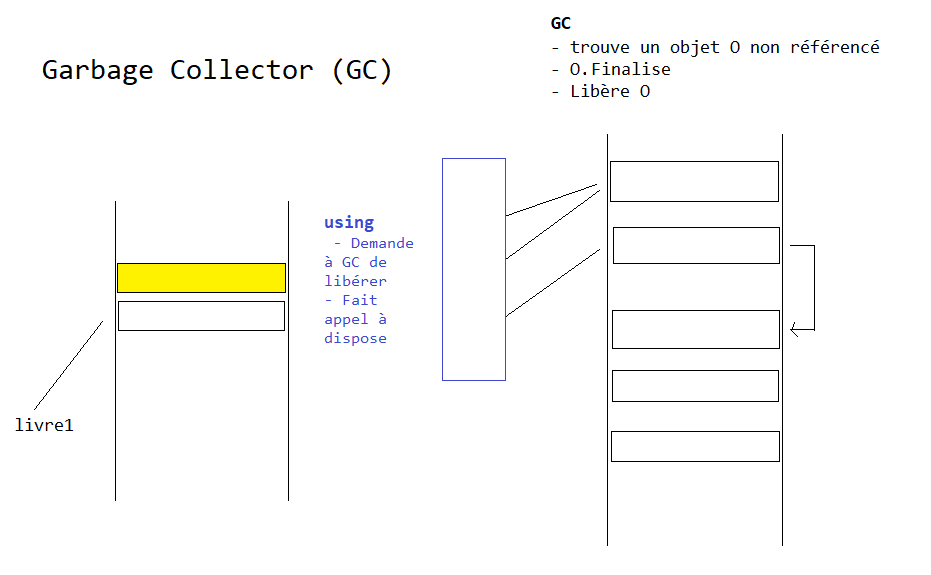 Garbage Collector (GC)
GC
- trouve un objet O non référencé
- O.Finalise
- Libère O
using
- Demande
à GC de
libérer
- Fait
appel à
dispose
livre1